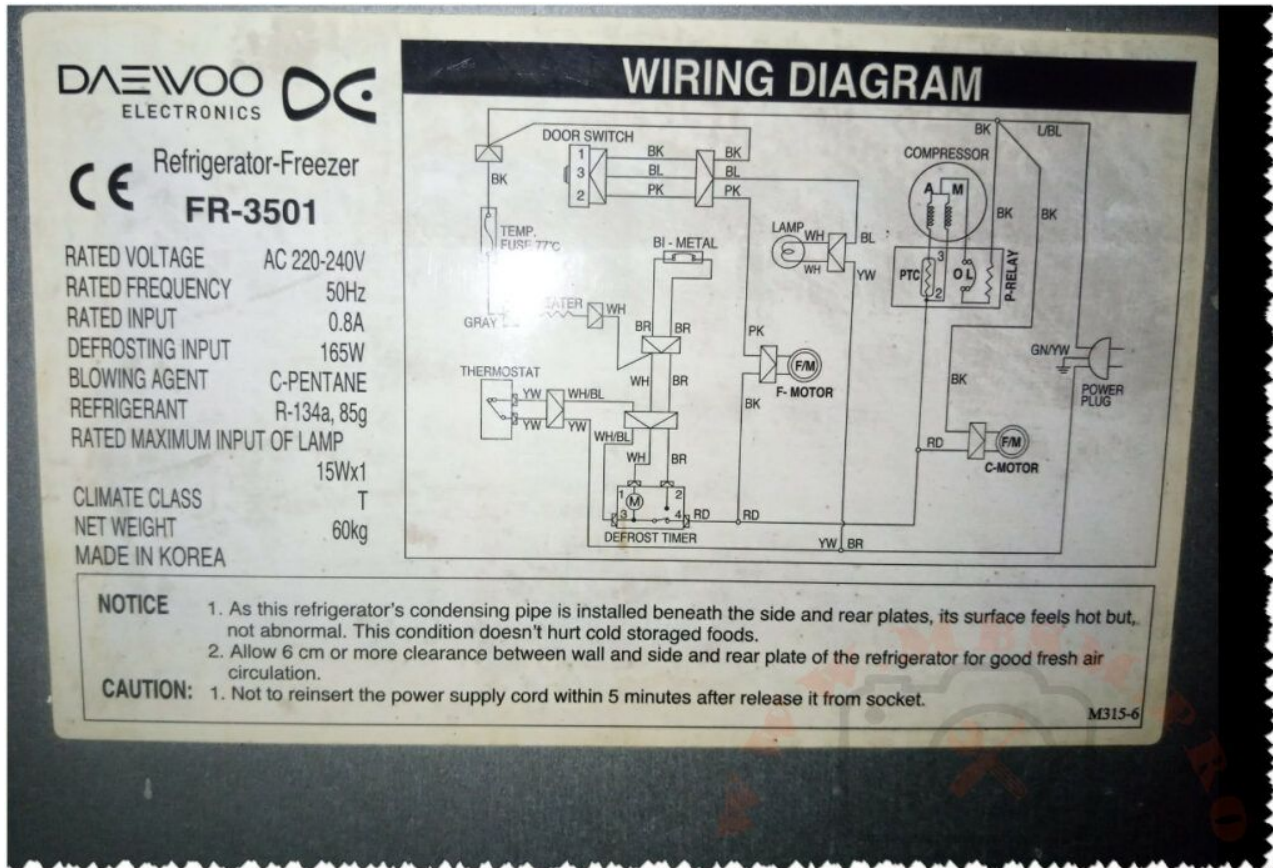 DAEWOO
ELECTRONICS
CE
Refrigerator-Freezer
FR-3501
RATED VOLTAGE AC 220-240V
RATED FREQUENCY 50Hz
RATED INPUT 0.8A
DEFROSTING INPUT 165W
BLOWING AGENT C-PENTANE
REFRIGERANT R-134a, 85g
RATED MAXIMUM INPUT OF LAMP
15Wx1
CLIMATE CLASS T
NET WEIGHT 60kg
MADE IN KOREA
WIRING DIAGRAM
DOOR SWITCH
1 BK BK
3 BL BL
2 PK PK
BK
TEMP.
FUSE 77°C
BI - METAL
LAMP WH BL
WH YW
BK L/BL
COMPRESSOR
A M
BK BK
PTC 3 2 O L P-RELAY
GRAY WH
BR BR
WH BR
THERMOSTAT
YW WH/BL
YW YW
WH/BL
WH BR
1 M 2
3 4 RD RD
DEFROST TIMER
PK
F/M
F- MOTOR
BK
YW BR
GN/YW
POWER
PLUG
BK
RD F/M
C-MOTOR
NOTICE 1. As this refrigerator's condensing pipe is installed beneath the side and rear plates, its surface feels hot but,
not abnormal. This condition doesn't hurt cold storaged foods.
2. Allow 6 cm or more clearance between wall and side and rear plate of the refrigerator for good fresh air
circulation.
CAUTION: 1. Not to reinsert the power supply cord within 5 minutes after release it from socket.
M315-6